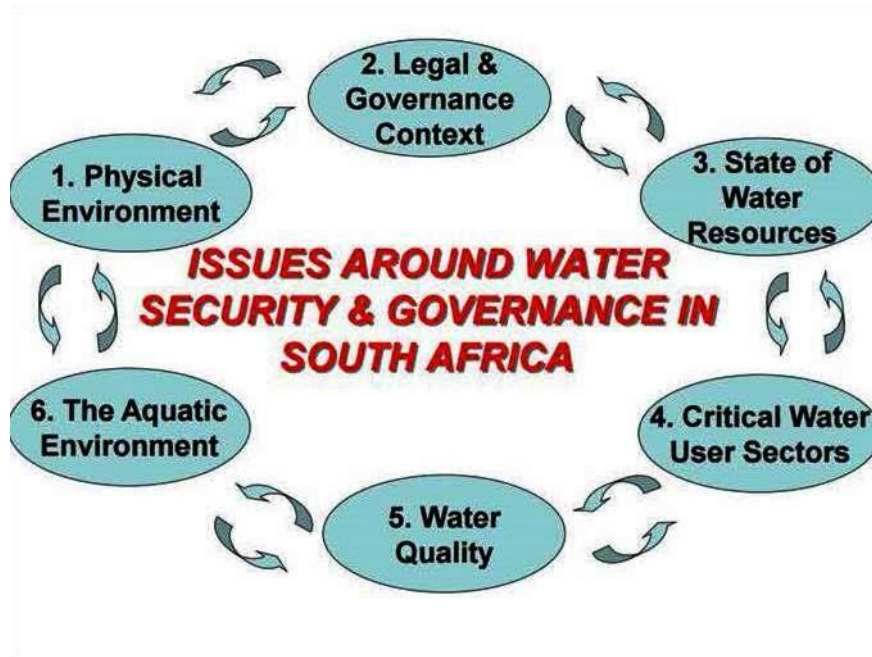 2. Legal &
Governance
Context
1. Physical
Environment
3. State of
Water
Resources
ISSUES AROUND WATER
SECURITY & GOVERNANCE IN
SOUTH AFRICA
6. The Aquatic
Environment
4. Critical Water
User Sectors
5. Water
Quality